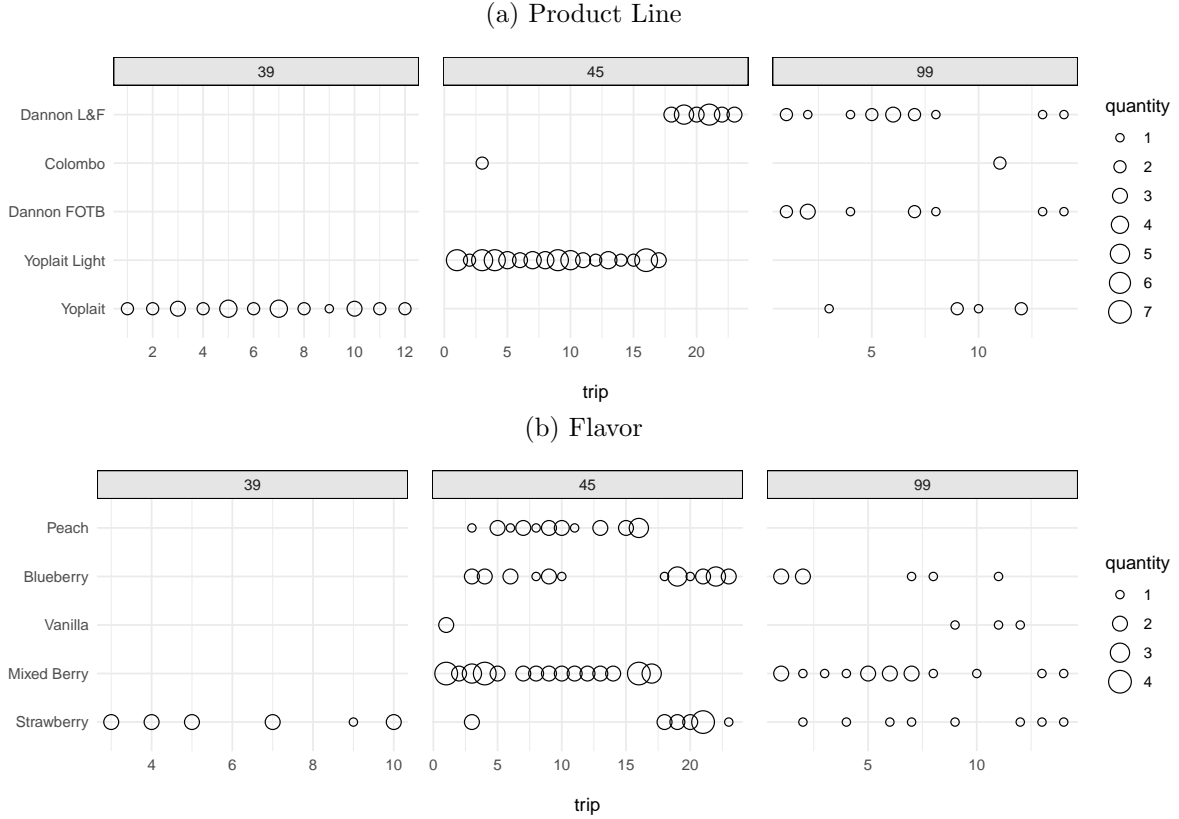 (a) Product Line
39 45 99
Dannon L&F
Colombo
Dannon FOTB
Yoplait Light
Yoplait
2 4 6 8 10 12 0 5 10 15 20 5 10
trip
quantity
1
2
3
4
5
6
7
(b) Flavor
39 45 99
Peach
Blueberry
Vanilla
Mixed Berry
Strawberry
4 6 8 10 0 5 10 15 20 5 10
trip
quantity
1
2
3
4